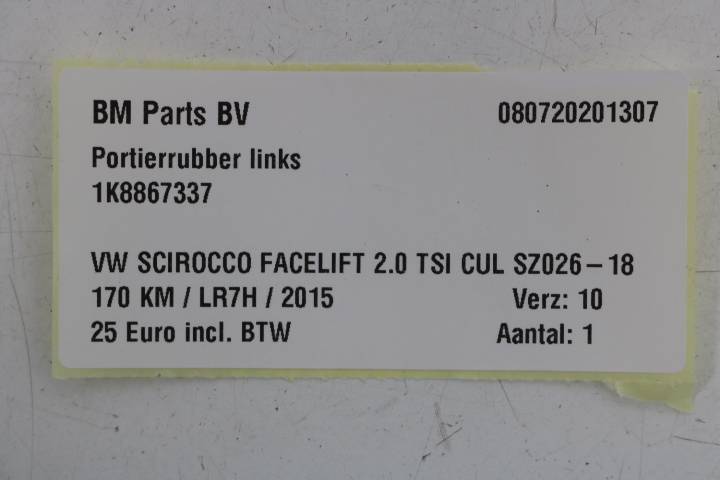 BM Parts BV 080720201307
Portierrubber links
1K8867337
VW SCIROCCO FACELIFT 2.0 TSI CUL SZ026-18
170 KM / LR7H / 2015 Verz: 10
25 Euro incl. BTW Aantal: 1